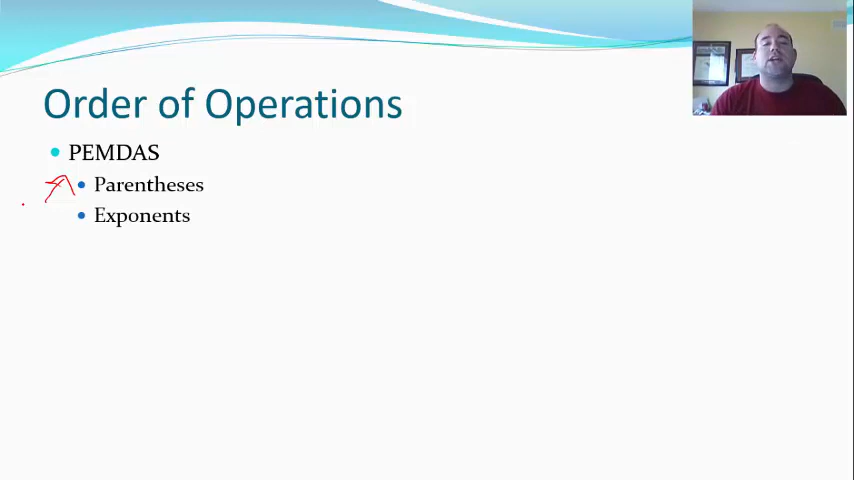 Order of Operations
PEMDAS
Parentheses
Exponents